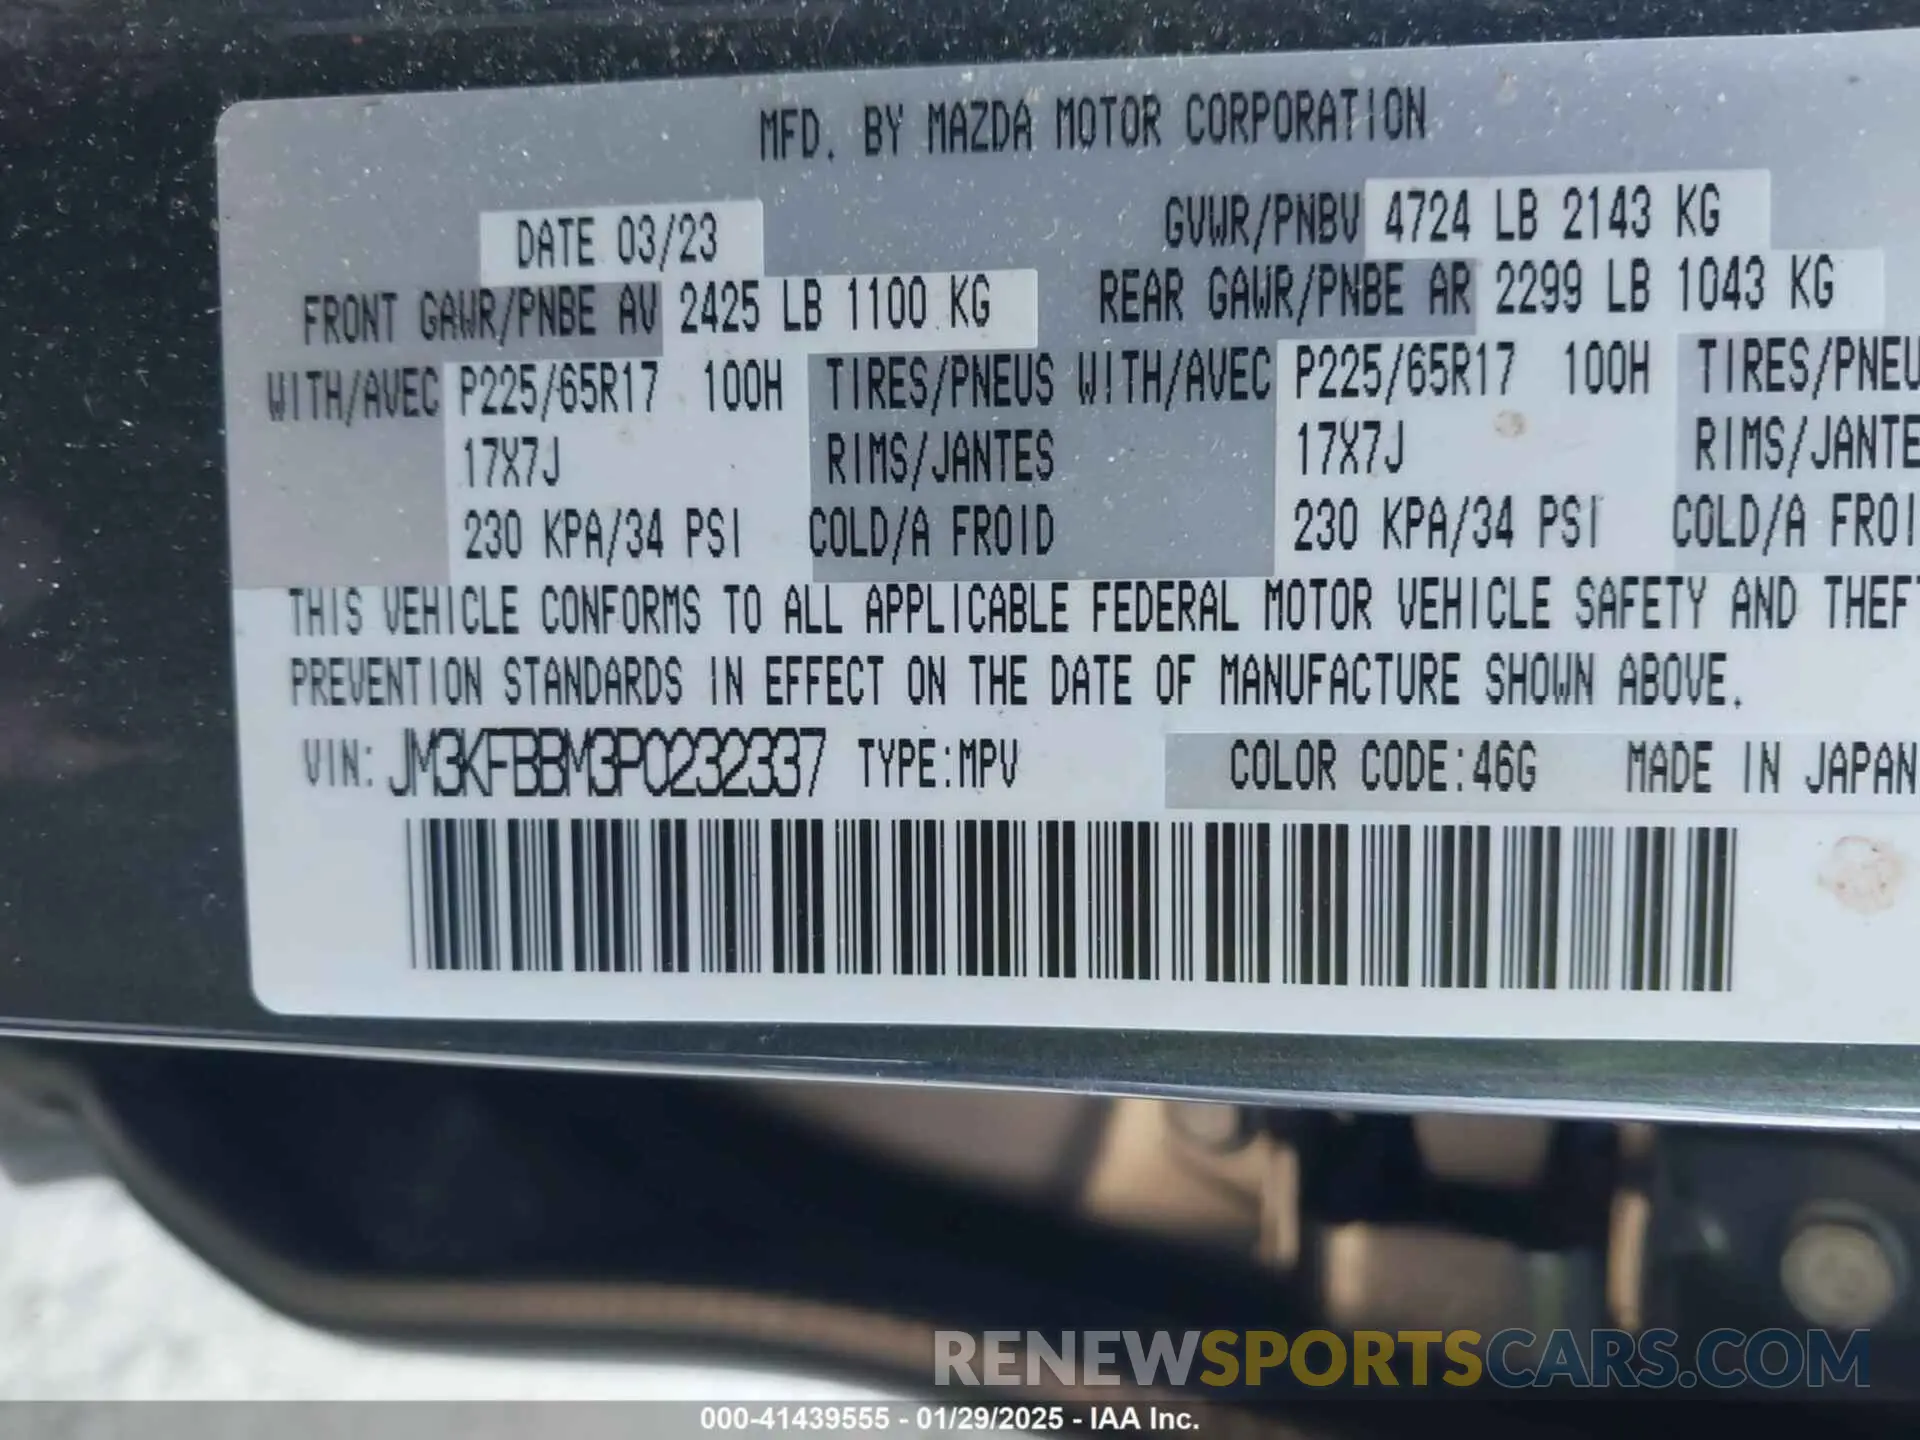 MFD. BY MAZDA MOTOR CORPORATION
DATE 03/23 GVWR/PNBV 4724 LB 2143 KG
FRONT GAWR/PNBE AV 2425 LB 1100 KG REAR GAWR/PNBE AR 2299 LB 1043 KG
WITH/AVEC P225/65R17 100H TIRES/PNEUS WITH/AVEC P225/65R17 100H TIRES/PNEU
17X7J RIMS/JANTES 17X7J RIMS/JANTE
230 KPA/34 PSI COLD/A FROID 230 KPA/34 PSI COLD/A FROI
THIS VEHICLE CONFORMS TO ALL APPLICABLE FEDERAL MOTOR VEHICLE SAFETY AND THEFT
PREVENTION STANDARDS IN EFFECT ON THE DATE OF MANUFACTURE SHOWN ABOVE.
VIN: JM3KFBBM3P0232337 TYPE:MPV COLOR CODE:46G MADE IN JAPAN
RENEWSPORTSCARS.COM
000-41439555 - 01/29/2025 - IAA Inc.